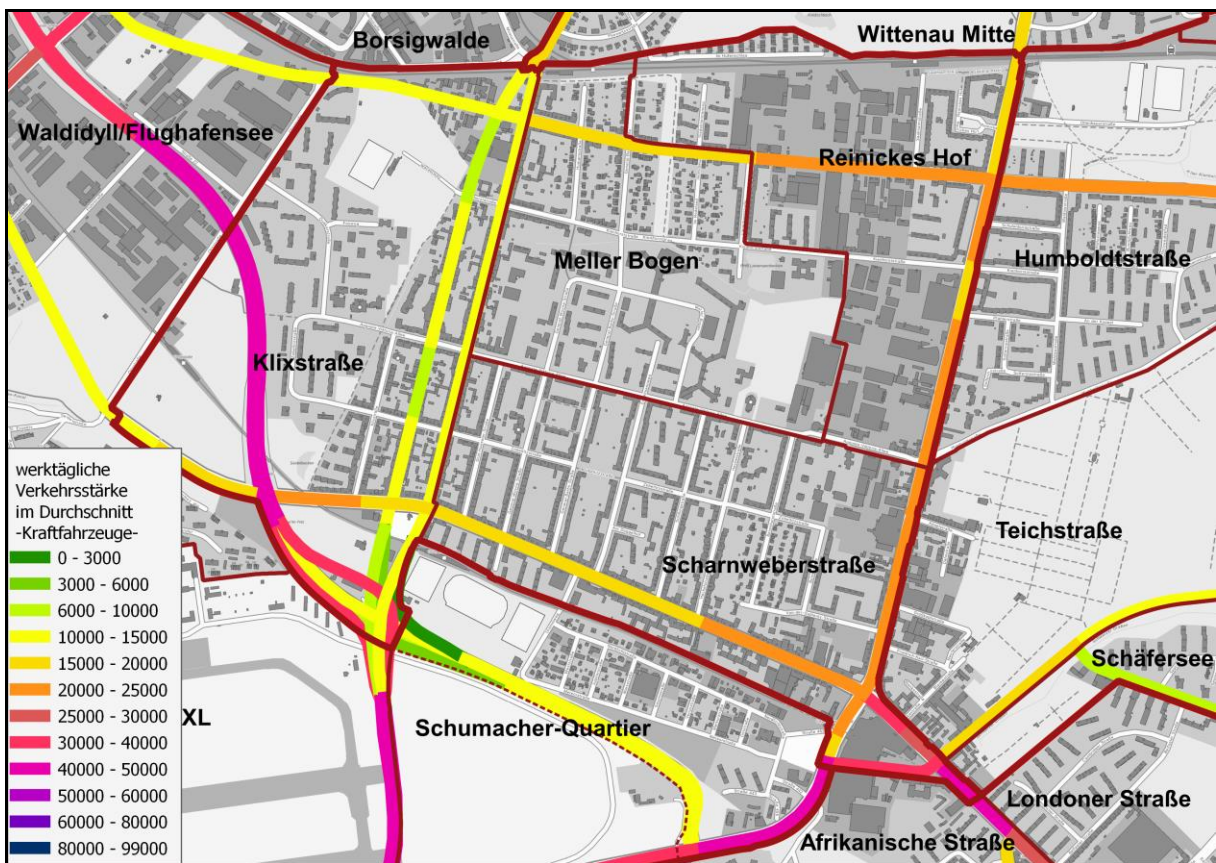 Borsigwalde
Wittenau Mitte
Waldidyll/Flughafensee
Reinickes Hof
Meller Bogen
Humboldtstraße
Klixstraße
werktägliche
Verkehrsstärke
im Durchschnitt
-Kraftfahrzeuge-
0 - 3000
3000 - 6000
6000 - 10000
10000 - 15000
15000 - 20000
20000 - 25000
25000 - 30000
30000 - 40000
40000 - 50000
50000 - 60000
60000 - 80000
80000 - 99000
Teichstraße
Scharnweberstraße
Schäfersee
XL
Schumacher-Quartier
Londoner Straße
Afrikanische Straße